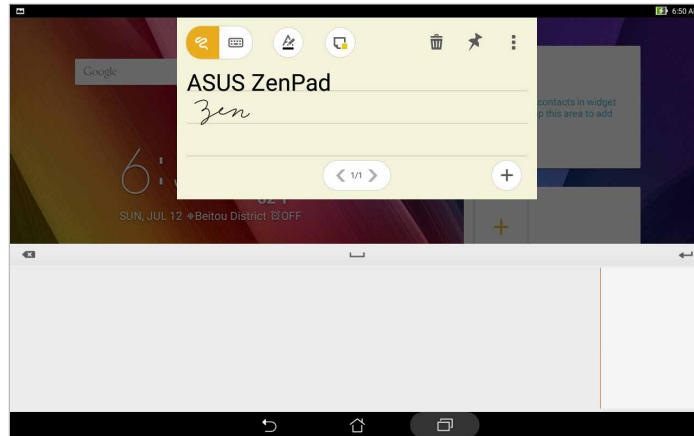 6:50 AM
Google
ASUS ZenPad
Zen
contacts in widget
p this area to add
1/1
6:
SUN, JUL 12 Beitou District OFF